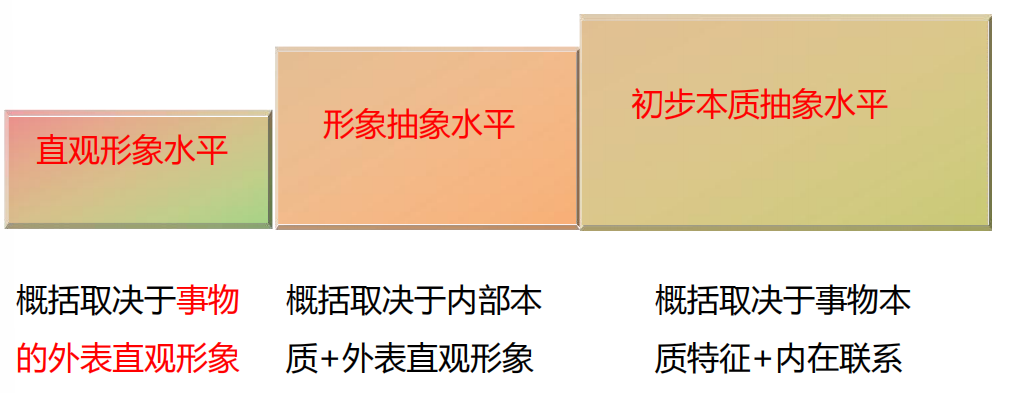 直观形象水平
形象抽象水平
初步本质抽象水平
概括取决于事物
的外表直观形象
概括取决于内部本
质+外表直观形象
概括取决于事物本
质特征+内在联系